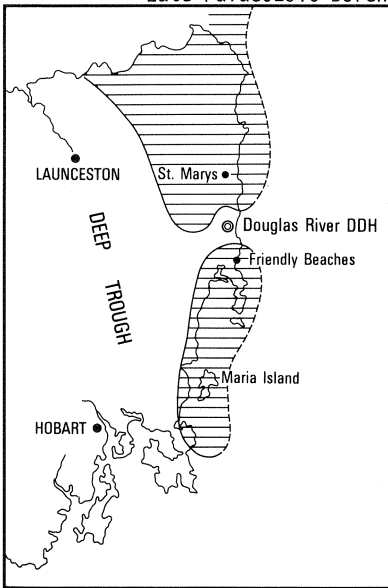 LAUNCESTON
St. Marys
Douglas River DDH
DEEP TROUGH
Friendly Beaches
Maria Island
HOBART